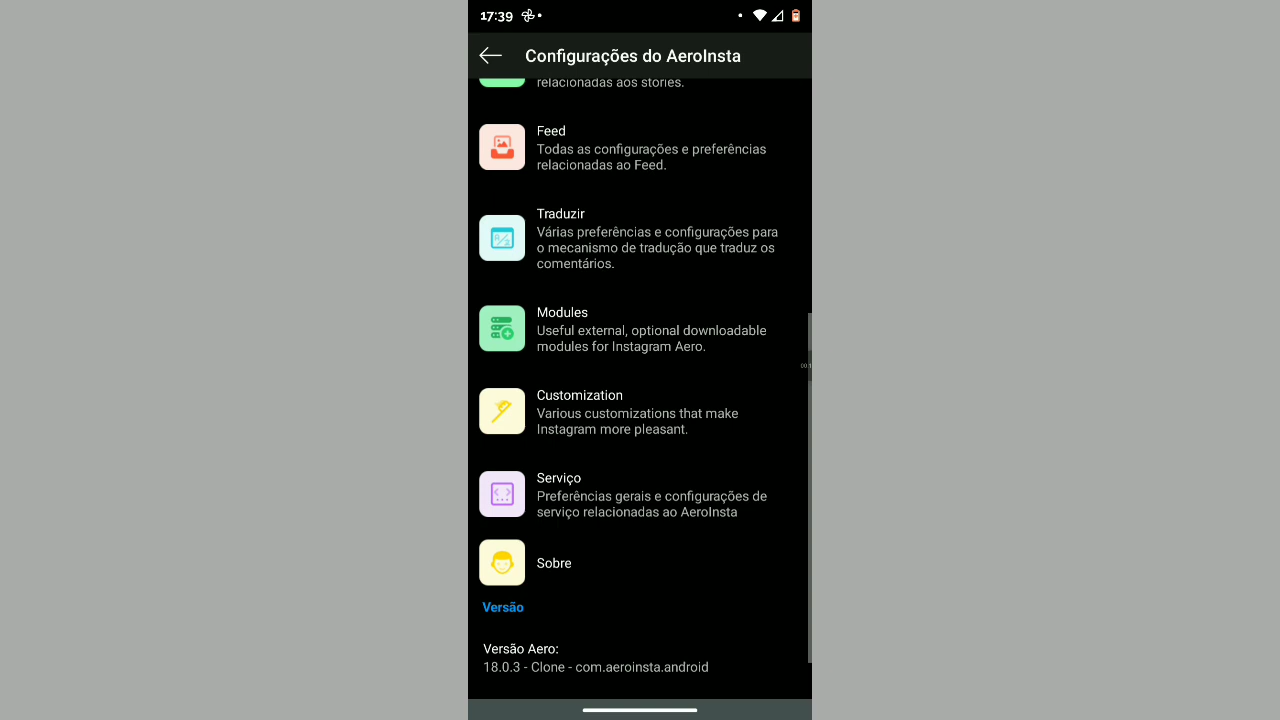 17:39
Configurações do AeroInsta
relacionadas aos stories.
Feed
Todas as configurações e preferências
relacionadas ao Feed.
Traduzir
Várias preferências e configurações para
o mecanismo de tradução que traduz os
comentários.
Modules
Useful external, optional downloadable
modules for Instagram Aero.
Customization
Various customizations that make
Instagram more pleasant.
Serviço
Preferências gerais e configurações de
serviço relacionadas ao AeroInsta
Sobre
Versão
Versão Aero:
18.0.3 - Clone - com.aeroinsta.android